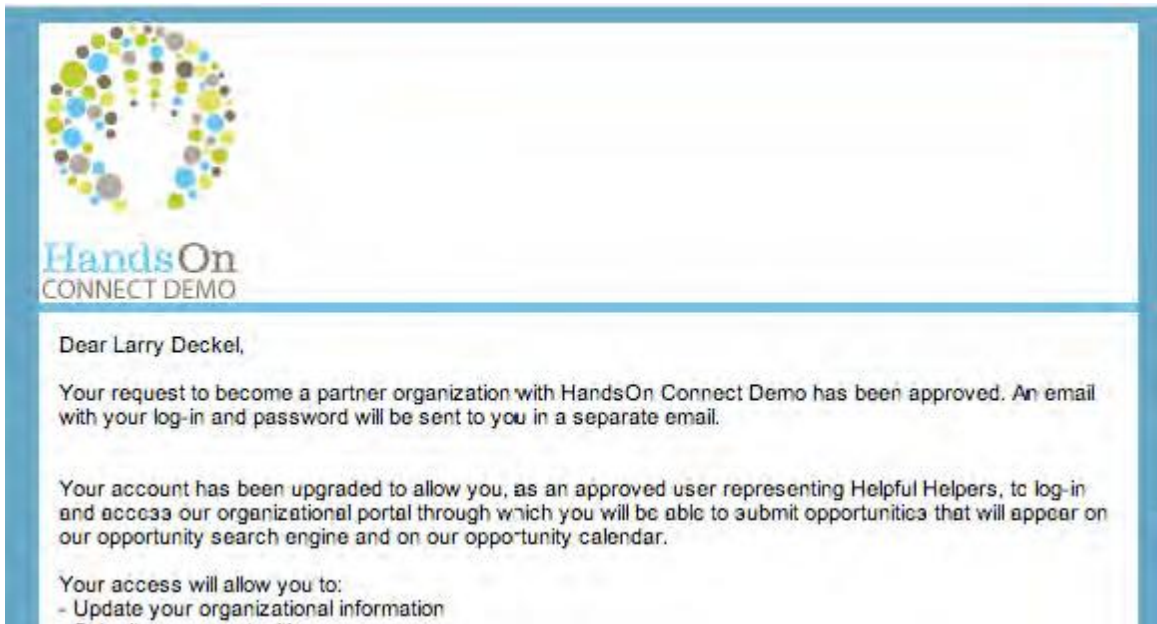 HandsOn
CONNECT DEMO
Dear Larry Deckel,
Your request to become a partner organization with HandsOn Connect Demo has been approved. An email
with your log-in and password will be sent to you in a separate email.
Your account has been upgraded to allow you, as an approved user representing Helpful Helpers, to log-in
and access our organizational portal through which you will be able to submit opportunities that will appear on
our opportunity search engine and on our opportunity calendar.
Your access will allow you to:
- Update your organizational information